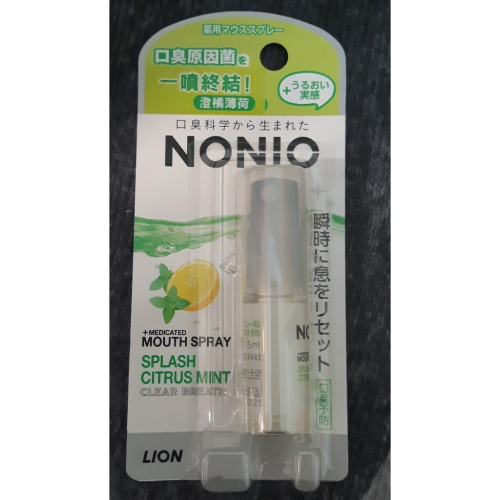 薬用マウススプレー
口臭原因菌を
一噴終結!
澄橘薄荷
+うるおい
実感
口臭科学から生まれた
NONIO
瞬時に息をリセット
口臭予防
+MEDICATED
MOUTH SPRAY
SPLASH
CITRUS MINT
CLEAR BREATH
NO
5ml
LION